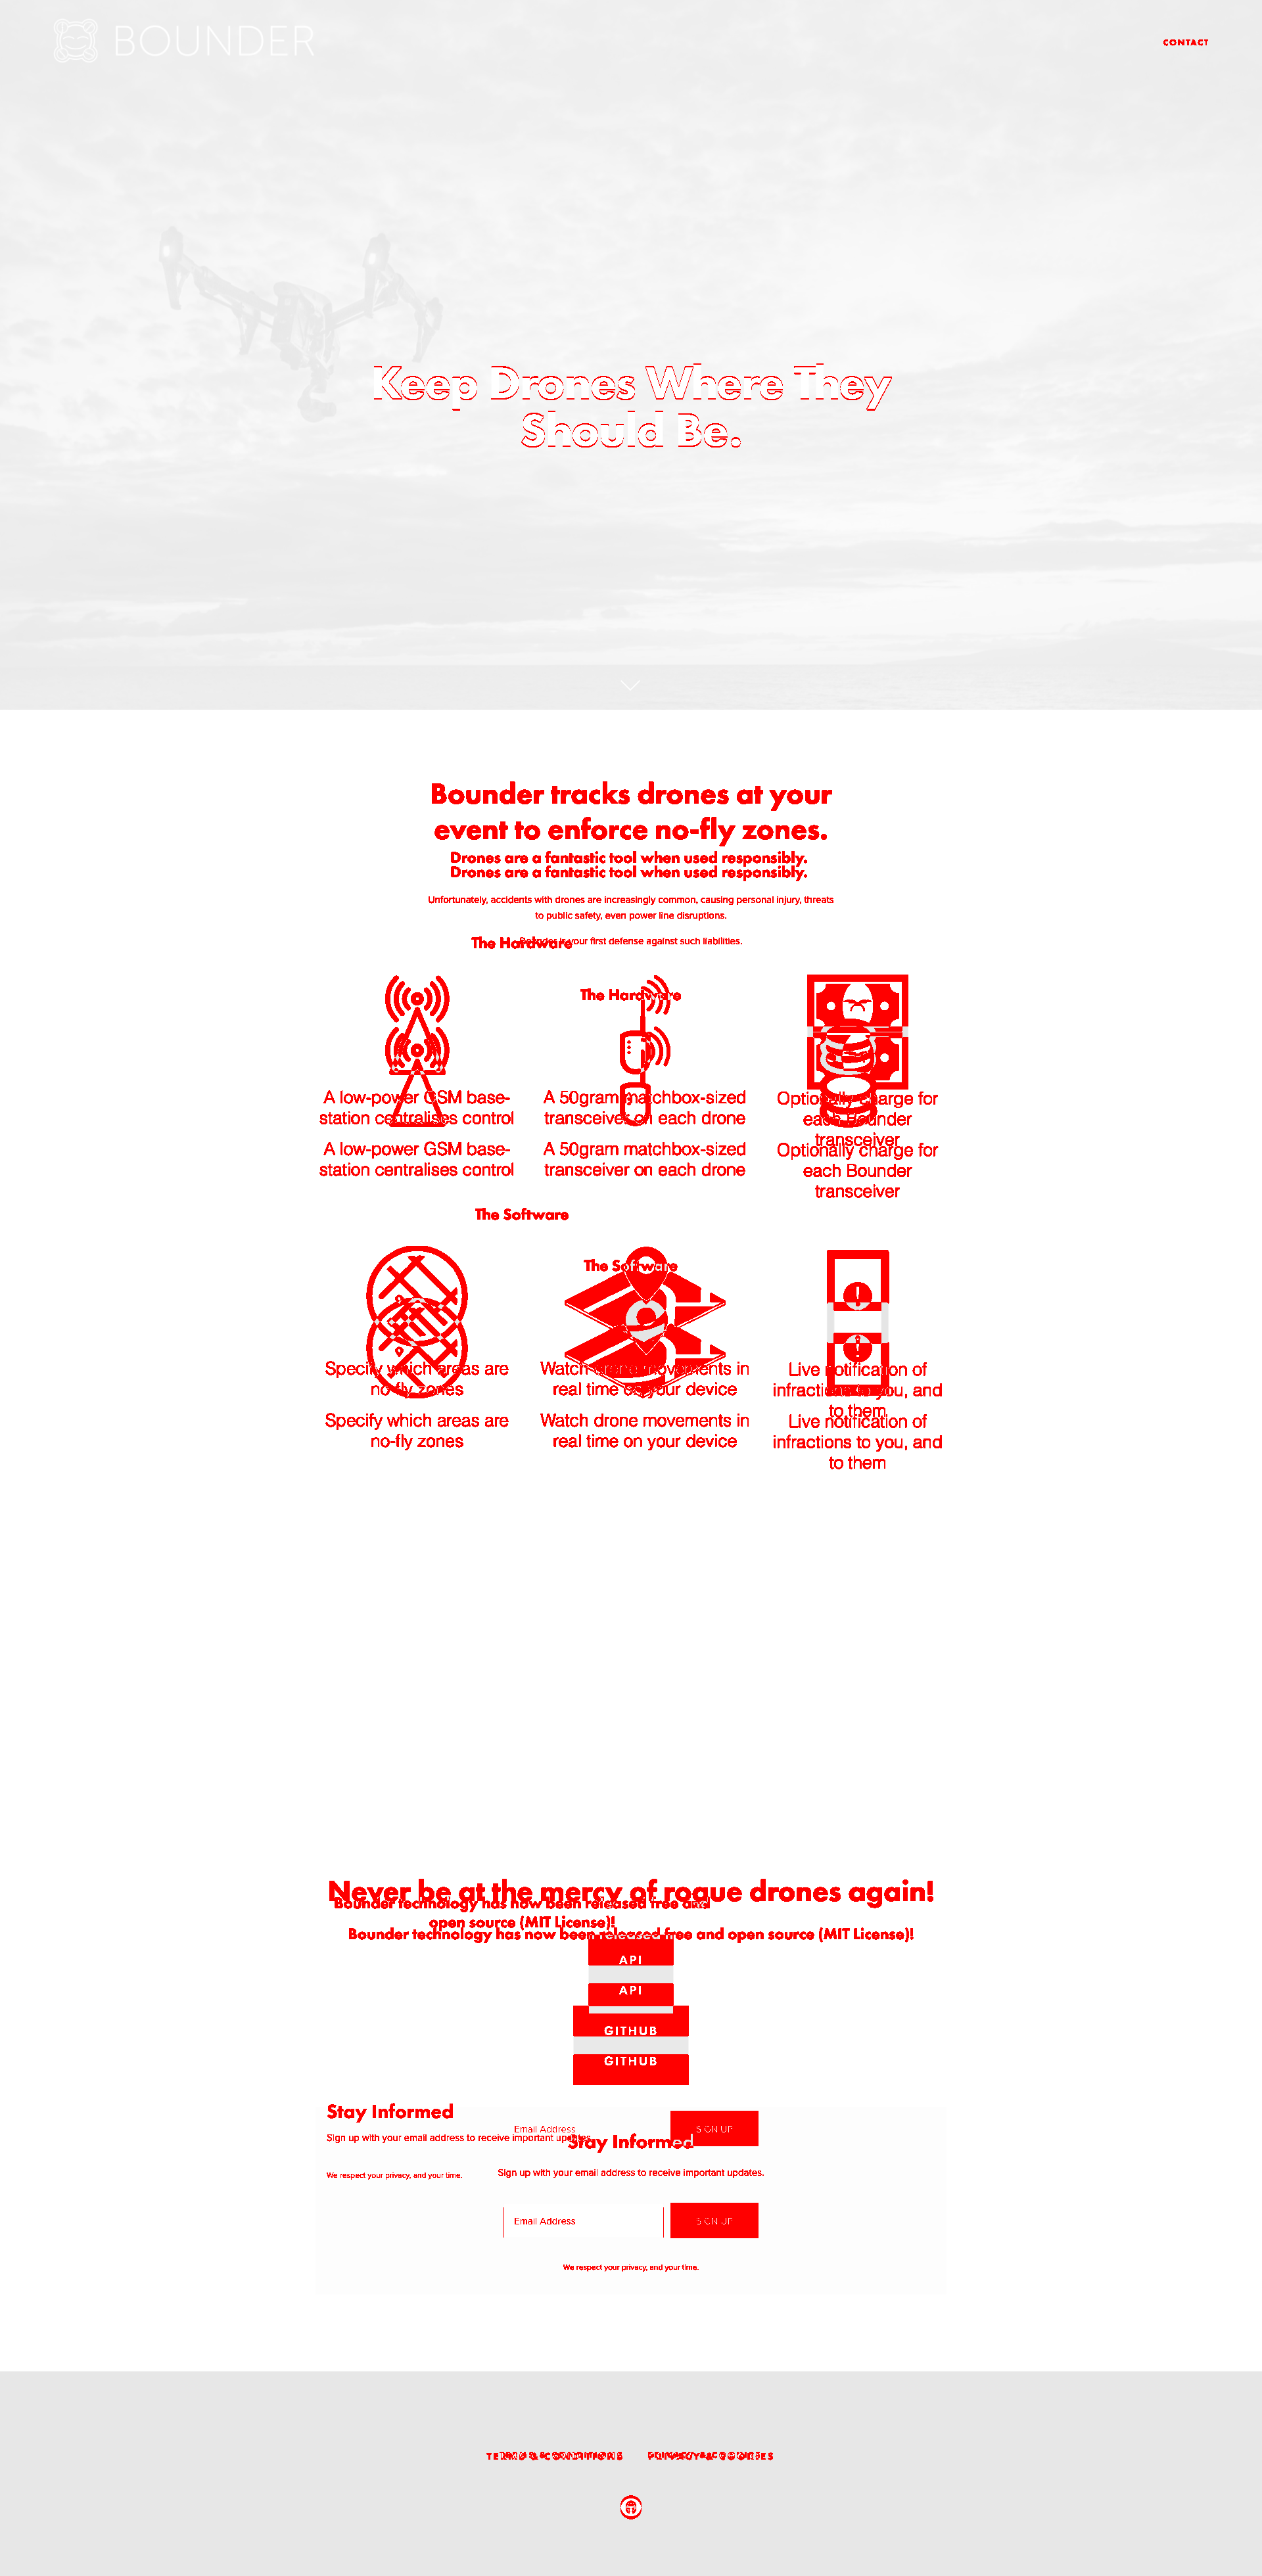 BOUNDER
CONTACT
Keep Drones Where They
Should Be.
Bounder tracks drones at your
event to enforce no-fly zones.
Drones are a fantastic tool when used responsibly.
Drones are a fantastic tool when used responsibly.
Unfortunately, accidents with drones are increasingly common, causing personal injury, threats
to public safety, even power line disruptions.
Bounder is your first defense against such liabilities.
The Hardware
The Hardware
A low-power GSM base-
station centralises control
A 50gram matchbox-sized
transceiver on each drone
Optionally charge for
each Bounder
transceiver
A low-power GSM base-
station centralises control
A 50gram matchbox-sized
transceiver on each drone
Optionally charge for
each Bounder
transceiver
The Software
The Software
Specify which areas are
no-fly zones
Watch drone movements in
real time on your device
Live notification of
infractions to you, and
to them
Specify which areas are
no-fly zones
Watch drone movements in
real time on your device
Live notification of
infractions to you, and
to them
Never be at the mercy of rogue drones again!
Bounder technology has now been released free and
open source (MIT License)!
Bounder technology has now been released free and open source (MIT License)!
API
API
GITHUB
GITHUB
Stay Informed
Email Address
SIGN UP
Sign up with your email address to receive important updates.
Stay Informed
We respect your privacy, and your time.
Sign up with your email address to receive important updates.
Email Address
SIGN UP
We respect your privacy, and your time.
TERMS & CONDITIONS
PRIVACY & COOKIES